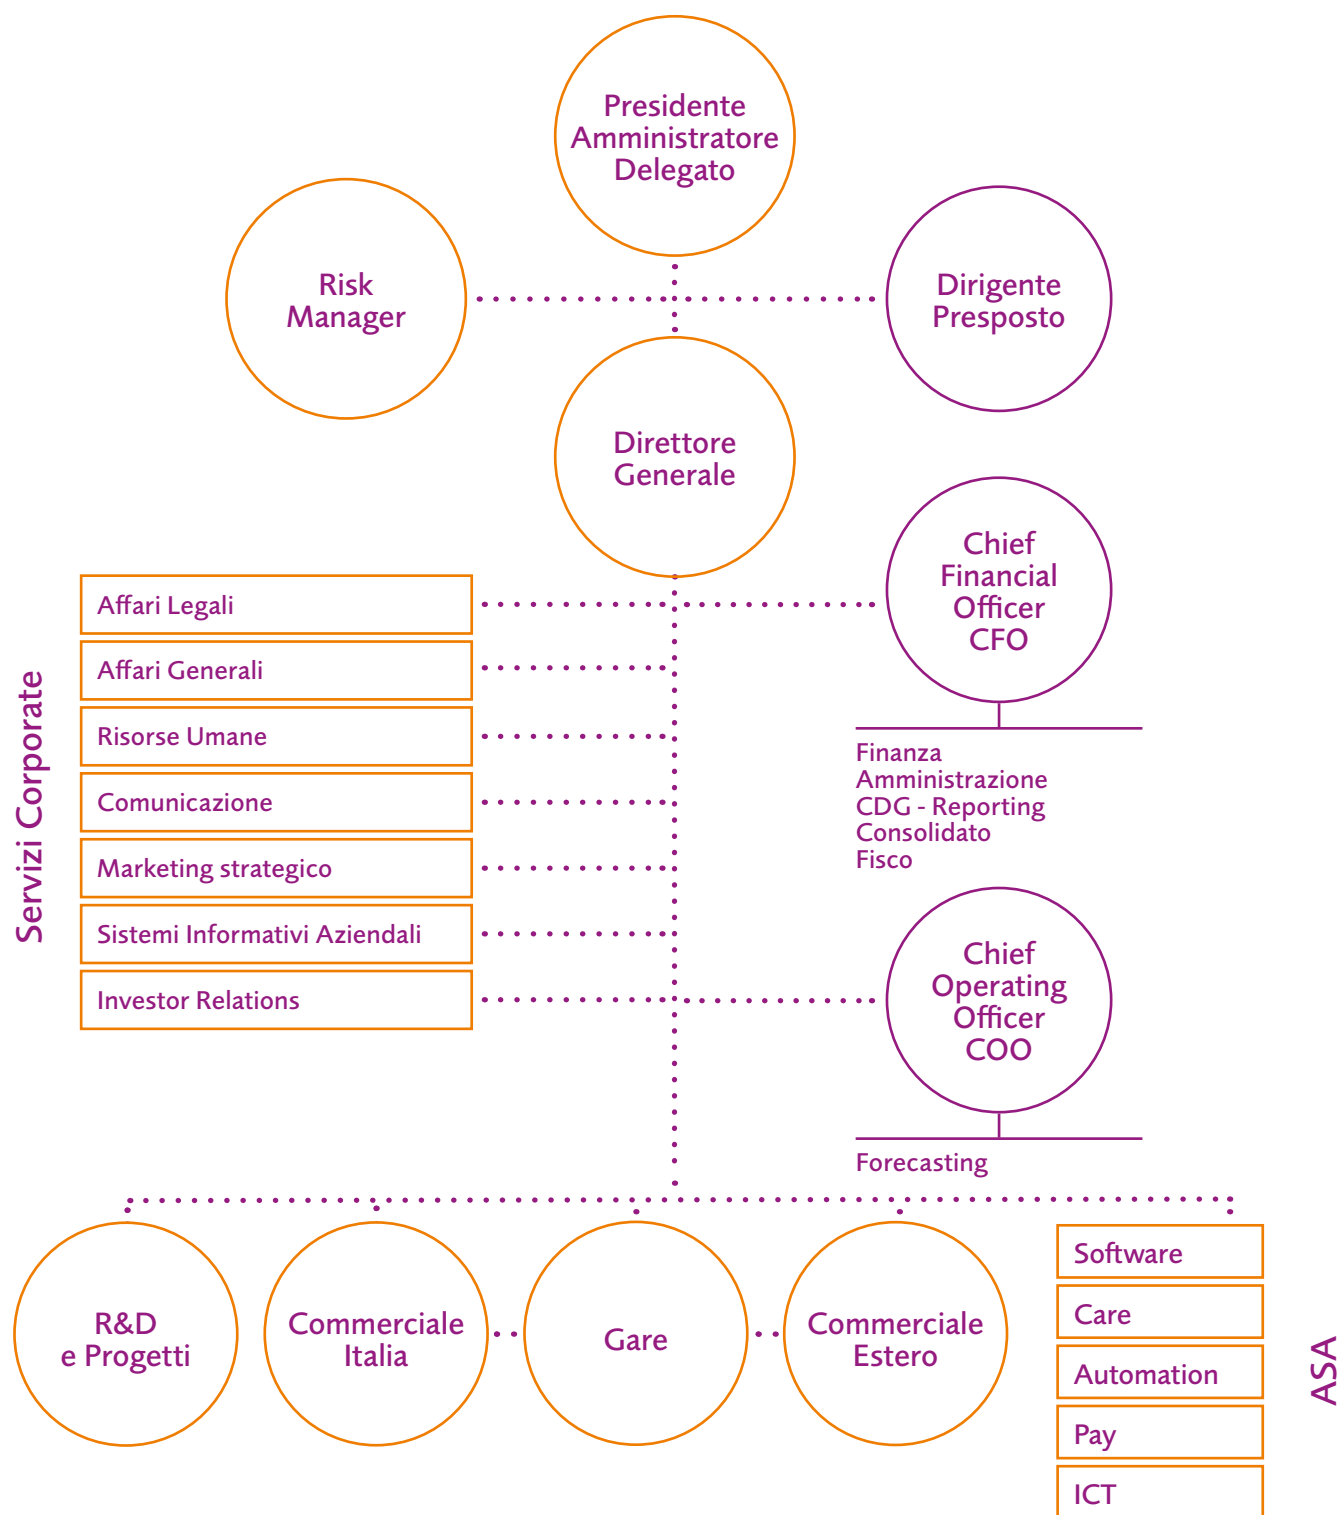 Presidente
Amministratore
Delegato
Risk
Manager
Dirigente
Presposto
Direttore
Generale
Chief
Financial
Officer
CFO
Servizi Corporate
Affari Legali
Affari Generali
Risorse Umane
Comunicazione
Marketing strategico
Sistemi Informativi Aziendali
Investor Relations
Finanza
Amministrazione
CDG - Reporting
Consolidato
Fisco
Chief
Operating
Officer
COO
Forecasting
R&D
e Progetti
Commerciale
Italia
Gare
Commerciale
Estero
Software
Care
Automation
Pay
ICT
ASA